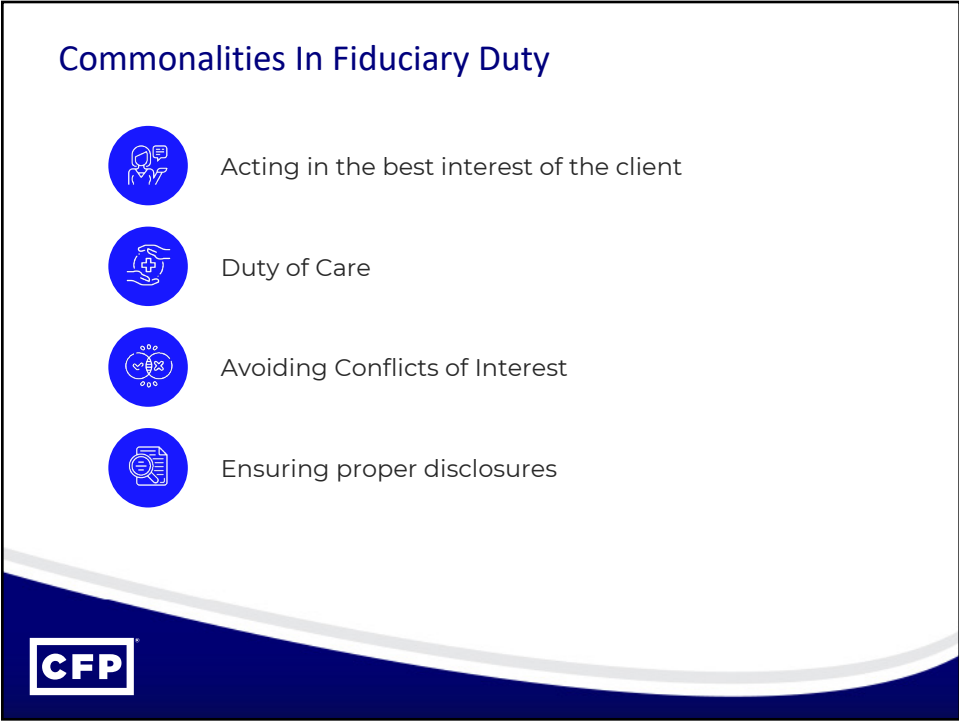 Commonalities In Fiduciary Duty
Acting in the best interest of the client
Duty of Care
Avoiding Conflicts of Interest
Ensuring proper disclosures
CFP®